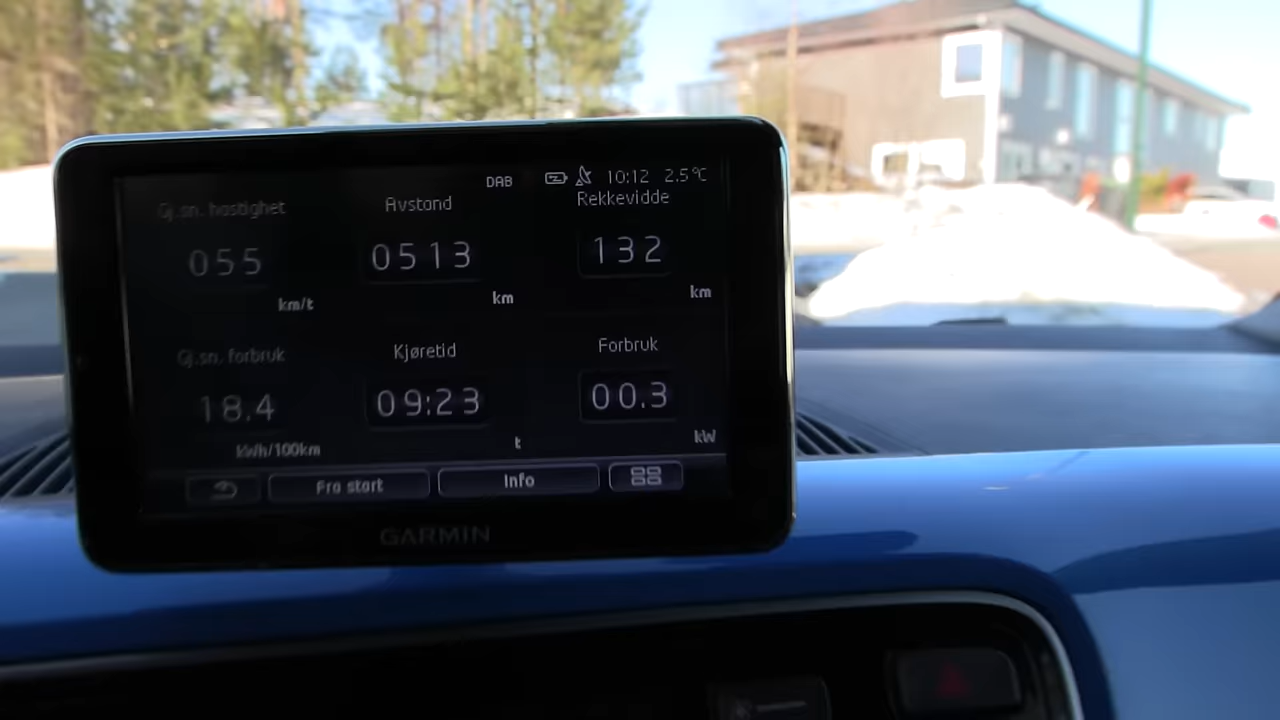 DAB 10:12 2.5°C
Gj.sn. hastighet Avstand Rekkevidde
055 0513 132
km/t km km
Gj.sn. forbruk Kjøretid Forbruk
18.4 09:23 00.3
kWh/100km t kW
Fra start Info
GARMIN